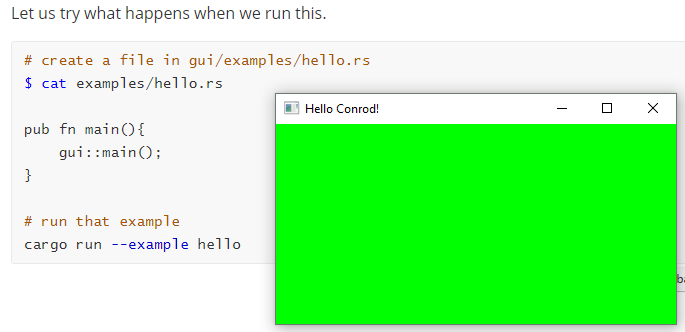 Let us try what happens when we run this.
# create a file in gui/examples/hello.rs
$ cat examples/hello.rs
pub fn main(){
    gui::main();
}
# run that example
cargo run --example hello
Hello Conrod!